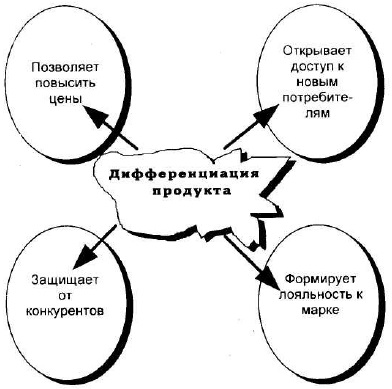 Позволяет
повысить
цены
Открывает
доступ к
новым
потребите-
лям
Дифференциация
продукта
Защищает
от
конкурентов
Формирует
лояльность к
марке